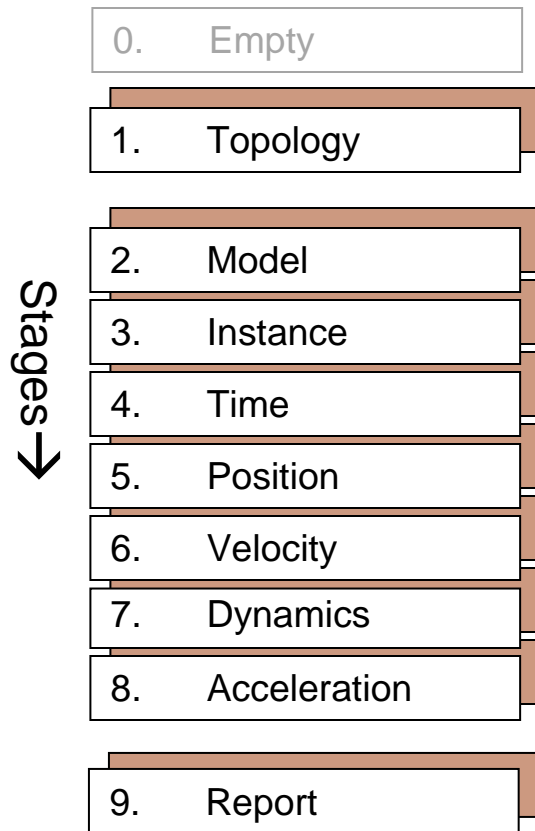 0. Empty
1. Topology
2. Model
3. Instance
4. Time
5. Position
6. Velocity
7. Dynamics
8. Acceleration
9. Report
Stages→